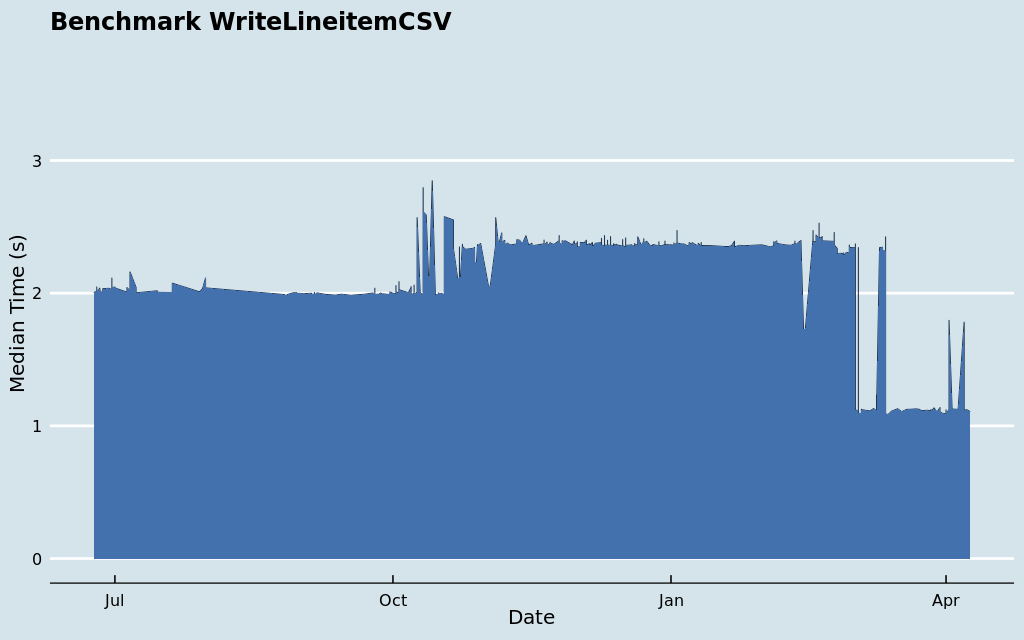 Benchmark WriteLineitemCSV
Median Time (s)
3
2
1
0
Jul
Oct
Jan
Apr
Date